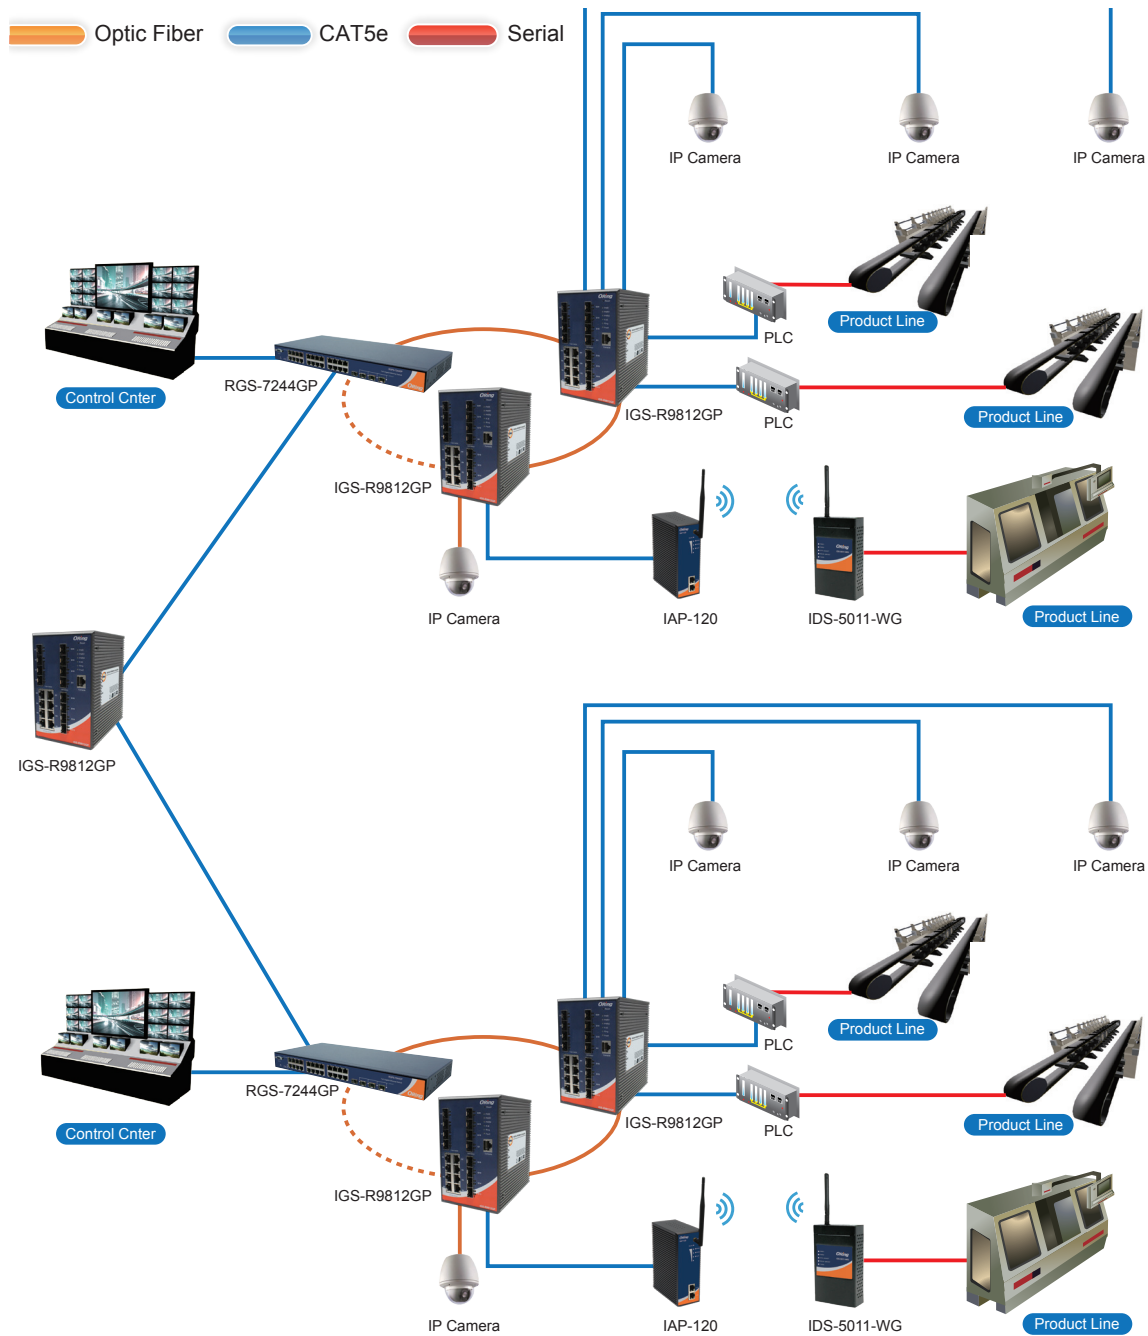 Optic Fiber CAT5e Serial
IP Camera IP Camera IP Camera
Product Line
PLC
RGS-7244GP
Control Cnter
IGS-R9812GP
PLC
Product Line
IGS-R9812GP
IP Camera
IAP-120
IDS-5011-WG
Product Line
IGS-R9812GP
IP Camera IP Camera IP Camera
Product Line
PLC
RGS-7244GP
Control Cnter
IGS-R9812GP
PLC
Product Line
IGS-R9812GP
IP Camera
IAP-120
IDS-5011-WG
Product Line